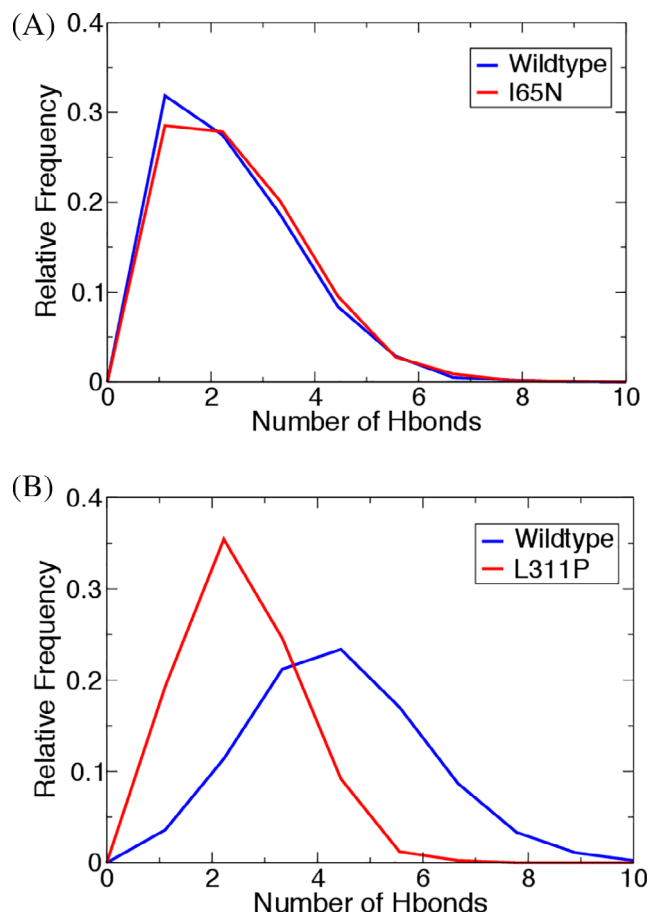 (A)
0.4
0.3
0.2
0.1
0
Relative Frequency
Wildtype
I65N
0 2 4 6 8 10
Number of Hbonds
(B)
0.4
0.3
0.2
0.1
0
Relative Frequency
Wildtype
L311P
0 2 4 6 8 10
Number of Hbonds